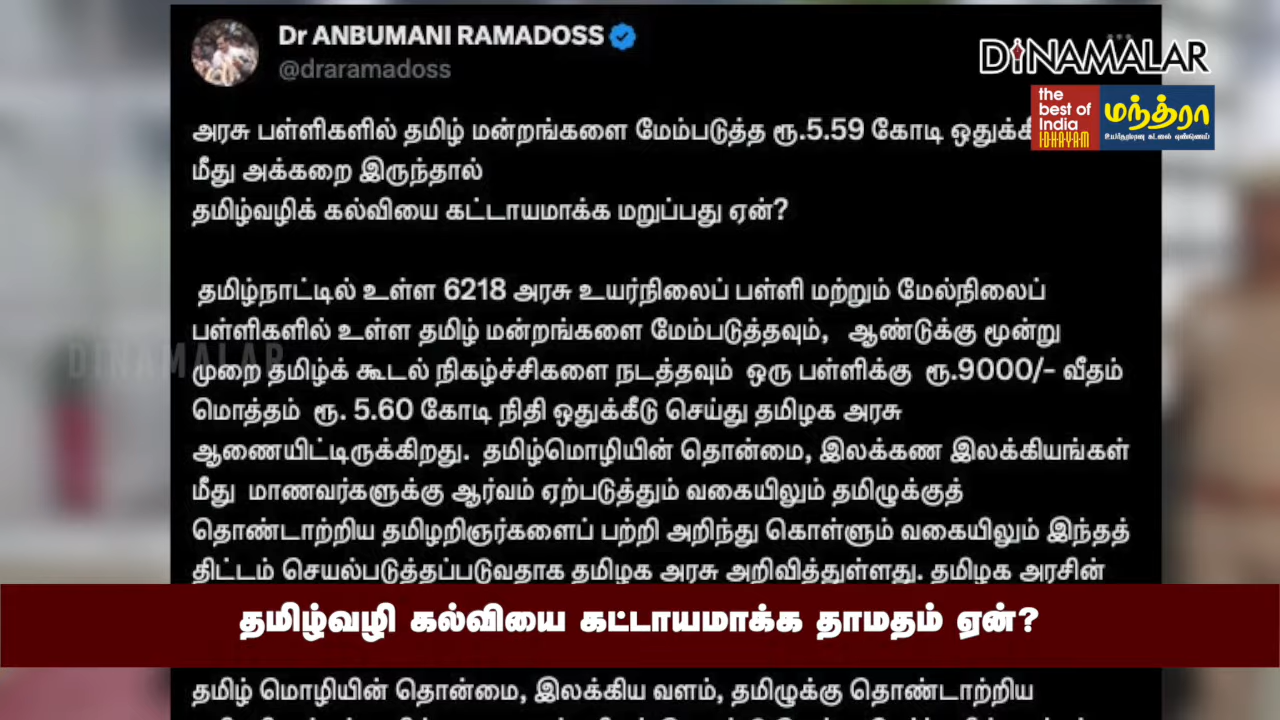 Dr ANBUMANI RAMADOSS
@draramadoss
DINAMALAR
the best of India
IDHAYAM
மந்த்ரா
அரசு பள்ளிகளில் தமிழ் மன்றங்களை மேம்படுத்த ரூ.5.59 கோடி
மீது அக்கறை இருந்தால்
தமிழ்வழிக் கல்வியை கட்டாயமாக்க மறுப்பது ஏன்?
தமிழ்நாட்டில் உள்ள 6218 அரசு உயர்நிலைப் பள்ளி மற்றும் மேல்நிலைப்
பள்ளிகளில் உள்ள தமிழ் மன்றங்களை மேம்படுத்தவும், ஆண்டுக்கு மூன்று
முறை தமிழ்க் கூடல் நிகழ்ச்சிகளை நடத்தவும் ஒரு பள்ளிக்கு ரூ.9000/- வீதம்
DINAMALAR
மொத்தம் ரூ. 5.60 கோடி நிதி ஒதுக்கீடு செய்து தமிழக அரசு
ஆணையிட்டிருக்கிறது. தமிழ்மொழியின் தொன்மை, இலக்கண இலக்கியங்கள்
மீது மாணவர்களுக்கு ஆர்வம் ஏற்படுத்தும் வகையிலும் தமிழுக்குத்
தொண்டாற்றிய தமிழறிஞர்களைப் பற்றி அறிந்து கொள்ளும் வகையிலும் இந்தத்
திட்டம் செயல்படுத்தப்படுவதாக தமிழக அரசு அறிவித்துள்ளது. தமிழக அரசின்
தமிழ்வழி கல்வியை கட்டாயமாக்க தாமதம் ஏன்?
தமிழ் மொழியின் தொன்மை, இலக்கிய வளம், தமிழுக்கு தொண்டாற்றிய